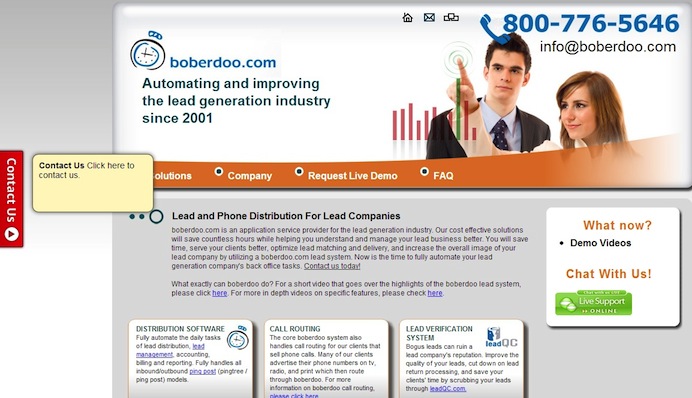 800-776-5646
info@boberdoo.com
boberdoo.com
Automating and improving
the lead generation industry
since 2001
Contact Us
Contact Us Click here to
contact us.
olutions
Company
Request Live Demo
FAQ
Lead and Phone Distribution For Lead Companies
boberdoo.com is an application service provider for the lead generation industry. Our cost effective solutions
will save countless hours while helping you understand and manage your lead business better. You will save
time, serve your clients better, optimize lead matching and delivery, and increase the overall image of your
lead company by utilizing a boberdoo.com lead system. Now is the time to fully automate your lead
generation company's back office tasks. Contact us today!
What exactly can boberdoo do? For a short video that goes over the highlights of the boberdoo lead system,
please click here. For more in depth videos on specific features, please check here.
What now?
Demo Videos
Chat With Us!
Chat with us LIVE
Live Support
ONLINE
DISTRIBUTION SOFTWARE
Fully automate the daily tasks
of lead distribution, lead
management, accounting,
billing and reporting. Fully handles all
inbound/outbound ping post (pingtree /
ping post) models.
CALL ROUTING
The core boberdoo system also
handles call routing for our clients that
sell phone calls. Many of our clients
advertise their phone numbers on tv,
radio, and print which then route
through boberdoo. For more
information on boberdoo call routing,
please click here.
LEAD VERIFICATION
SYSTEM
leadQC
Bogus leads can ruin a
lead company's reputation. Improve the
quality of your leads, cut down on lead
return processing, and save your
clients' time by scrubbing your leads
through leadQC.com.